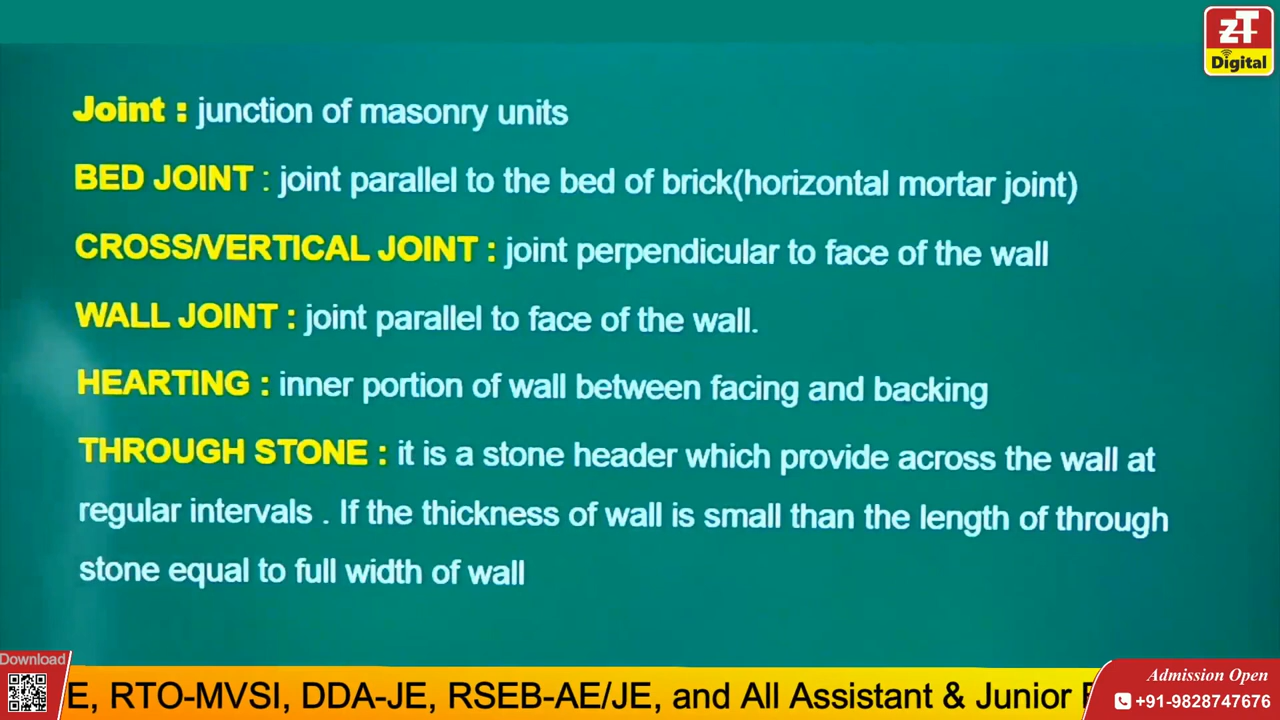 zT
Digital
Joint : junction of masonry units
BED JOINT : joint parallel to the bed of brick(horizontal mortar joint)
CROSS/VERTICAL JOINT : joint perpendicular to face of the wall
WALL JOINT : joint parallel to face of the wall.
HEARTING : inner portion of wall between facing and backing
THROUGH STONE : it is a stone header which provide across the wall at
regular intervals . If the thickness of wall is small than the length of through
stone equal to full width of wall
Download
E, RTO-MVSI, DDA-JE, RSEB-AE/JE, and All Assistant & Junior
Admission Open
+91-9828747676